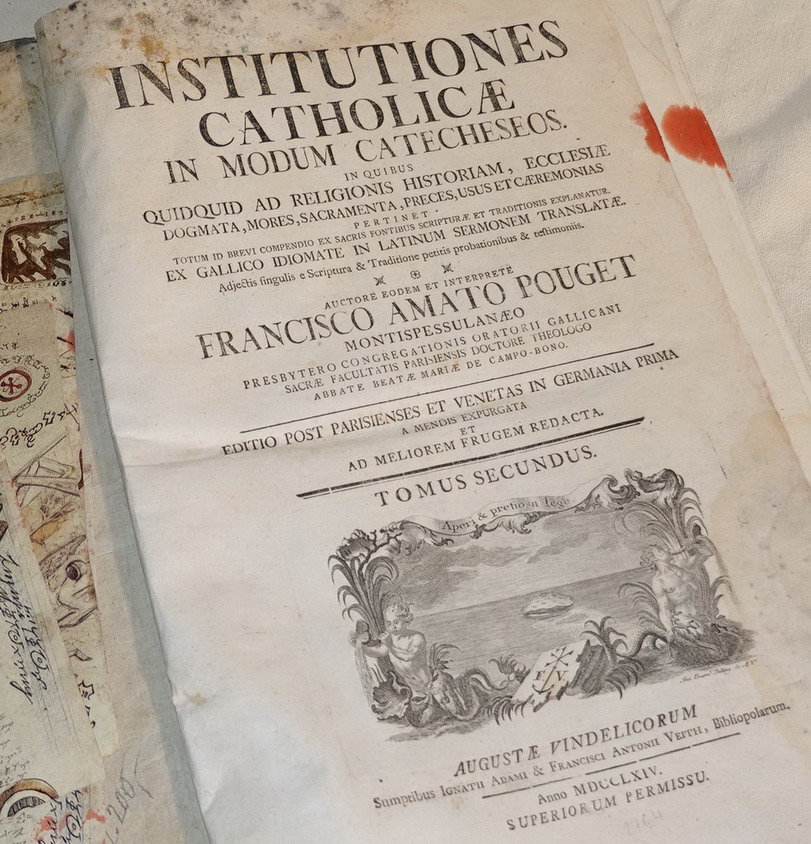 INSTITUTIONES
CATHOLICÆ
IN MODUM CATECHESEOS.
IN QUIBUS
QUIDQUID AD RELIGIONIS HISTORIAM, ECCLESIÆ
DOGMATA, MORES, SACRAMENTA, PRECES, USUS ET CÆREMONIAS
PERTINET,
TOTUM ID BREVI COMPENDIO EX SACRIS FONTIBUS SCRIPTURÆ ET TRADITIONIS EXPLANATUR.
EX GALLICO IDIOMATE IN LATINUM SERMONEM TRANSLATÆ.
Adjectis singulis e Scriptura & Traditione petitis probationibus & testimoniis.
AUCTORE EODEM ET INTERPRETE
FRANCISCO AMATO POUGET
MONTISPESSULANÆO
PRESBYTERO CONGREGATIONIS ORATORII GALLICANI
SACRÆ FACULTATIS PARISIENSIS DOCTORE THEOLOGO
ABBATE BEATÆ MARIÆ DE CAMPO-BONO.
EDITIO POST PARISIENSES ET VENETAS IN GERMANIA PRIMA
A MENDIS EXPURGATA
ET
AD MELIOREM FRUGEM REDACTA.
TOMUS SECUNDUS.
Aperi & pretiosa lege
F V
AUGUSTÆ VINDELICORUM
Sumptibus IGNATII ADAMI & FRANCISCI ANTONII VEITH, Bibliopolarum.
Anno MDCCLXIV.
SUPERIORUM PERMISSU.
1764